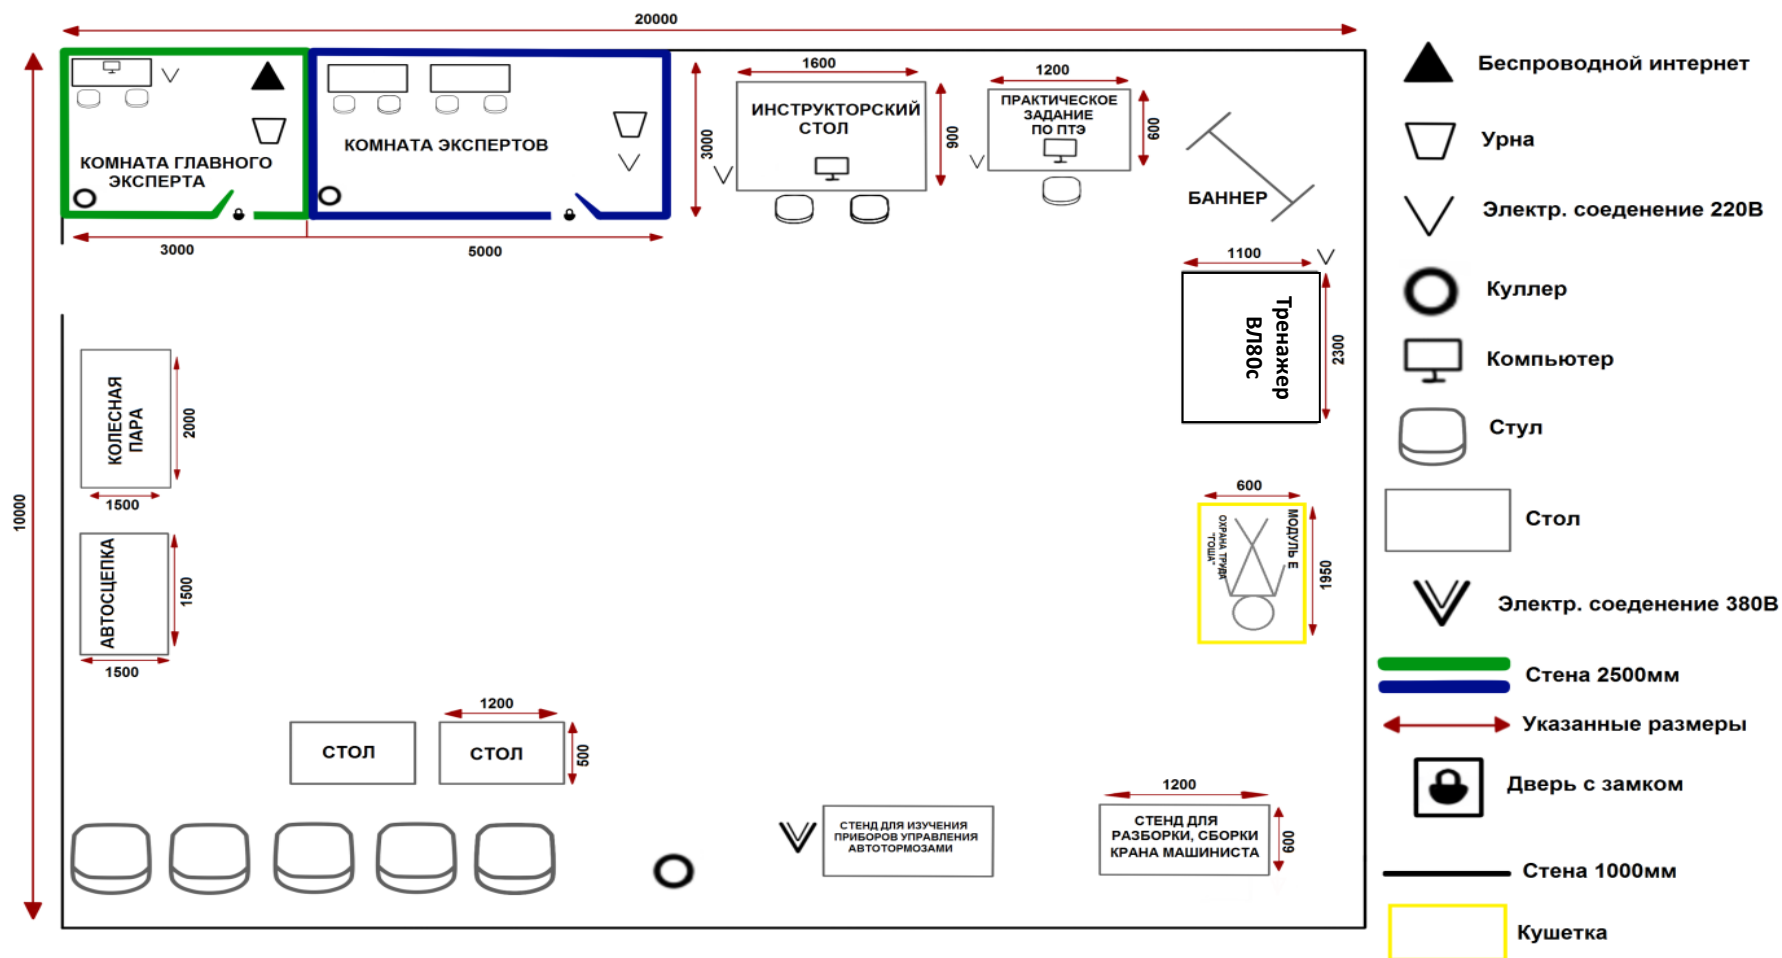 20000
10000
КОМНАТА ГЛАВНОГО
ЭКСПЕРТА
КОМНАТА ЭКСПЕРТОВ
3000
5000
3000
1600
ИНСТРУКТОРСКИЙ
СТОЛ
900
1200
ПРАКТИЧЕСКОЕ
ЗАДАНИЕ
ПО ПТЭ
600
БАННЕР
1100
Тренажер
ВЛ80с
2300
КОЛЕСНАЯ
ПАРА
2000
1500
АВТОСЦЕПКА
1500
1500
600
МОДУЛЬ Е
ОХРАНА ТРУДА
"ГОША"
1950
СТОЛ
1200
СТОЛ
500
СТЕНД ДЛЯ ИЗУЧЕНИЯ
ПРИБОРОВ УПРАВЛЕНИЯ
АВТОТОРМОЗАМИ
1200
СТЕНД ДЛЯ
РАЗБОРКИ, СБОРКИ
КРАНА МАШИНИСТА
600
Беспроводной интернет
Урна
Электр. соеденение 220В
Куллер
Компьютер
Стул
Стол
Электр. соеденение 380В
Стена 2500мм
Указанные размеры
Дверь с замком
Стена 1000мм
Кушетка